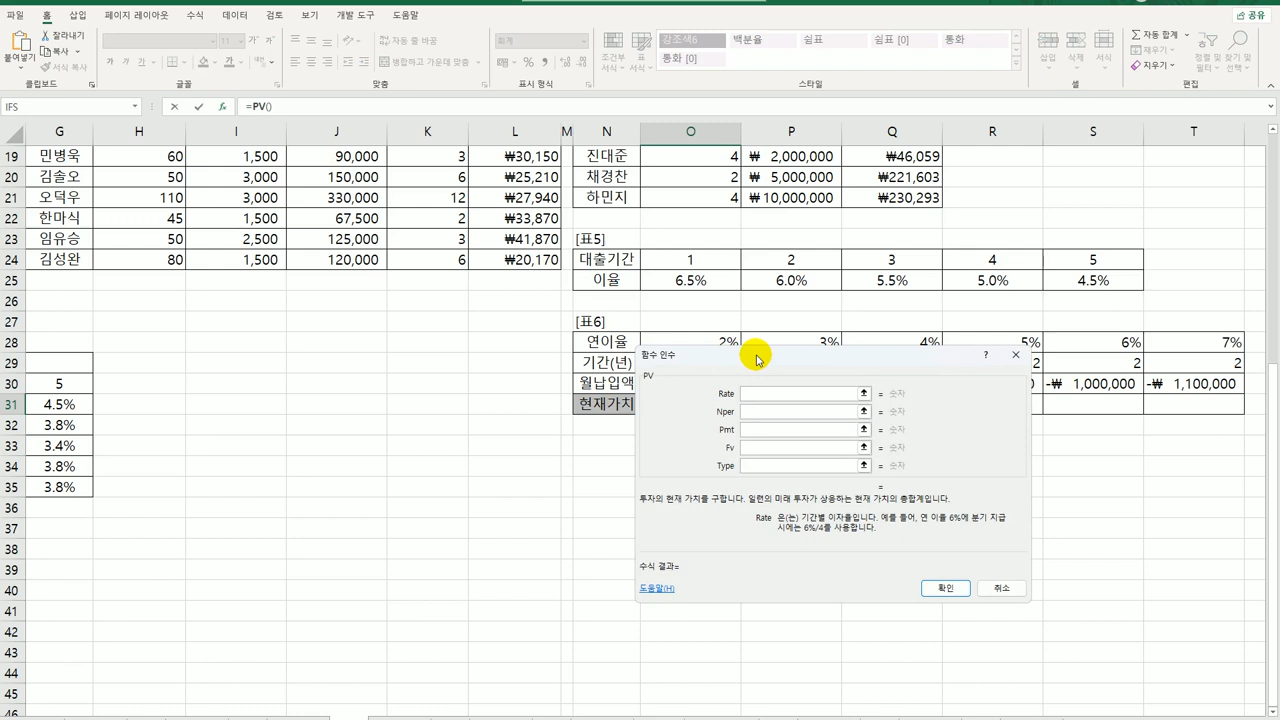 파일 홈 삽입 페이지 레이아웃 수식 데이터 검토 보기 개발 도구 도움말 공유
잘라내기
복사
서식 복사
붙여넣기
가 가 가
자동 줄 바꿈
병합하고 가운데 맞춤
회계
조건부 서식
표 서식
강조색6 백분율 쉼표 쉼표 [0] 통화
통화 [0]
삽입 삭제 서식
자동 합계
채우기
지우기
정렬 및 필터
찾기 및 선택
클립보드 글꼴 맞춤 표시 형식 스타일 셀 편집
IFS =PV()
G H I J K L M N O P Q R S T
19 민병욱 60 1,500 90,000 3 ₩30,150 진대준 4 ₩ 2,000,000 ₩46,059
20 김솔오 50 3,000 150,000 6 ₩25,210 채경찬 2 ₩ 5,000,000 ₩221,603
21 오덕우 110 3,000 330,000 12 ₩27,940 하민지 4 ₩ 10,000,000 ₩230,293
22 한마식 45 1,500 67,500 2 ₩33,870
23 임유승 50 2,500 125,000 3 ₩41,870 [표5]
24 김성완 80 1,500 120,000 6 ₩20,170 대출기간 1 2 3 4 5
25 이율 6.5% 6.0% 5.5% 5.0% 4.5%
26
27 [표6]
28 연이율 2% 3% 4% 5% 6% 7%
29 기간(년) 2 2 2
30 5 월납입액 -₩ 1,000,000 -₩ 1,100,000
31 4.5% 현재가치
32 3.8%
33 3.4%
34 3.8%
35 3.8%
36
37
38
39
40
41
42
43
44
45
46
함수 인수 ?
PV
Rate = 숫자
Nper = 숫자
Pmt = 숫자
Fv = 숫자
Type = 숫자
=
투자의 현재 가치를 구합니다. 일련의 미래 투자가 상용하는 현재 가치의 총합계입니다.
Rate 은(는) 기간별 이자율입니다. 예를 들어, 연 이율 6%에 분기 지급
시에는 6%/4를 사용합니다.
수식 결과=
도움말(H) 확인 취소